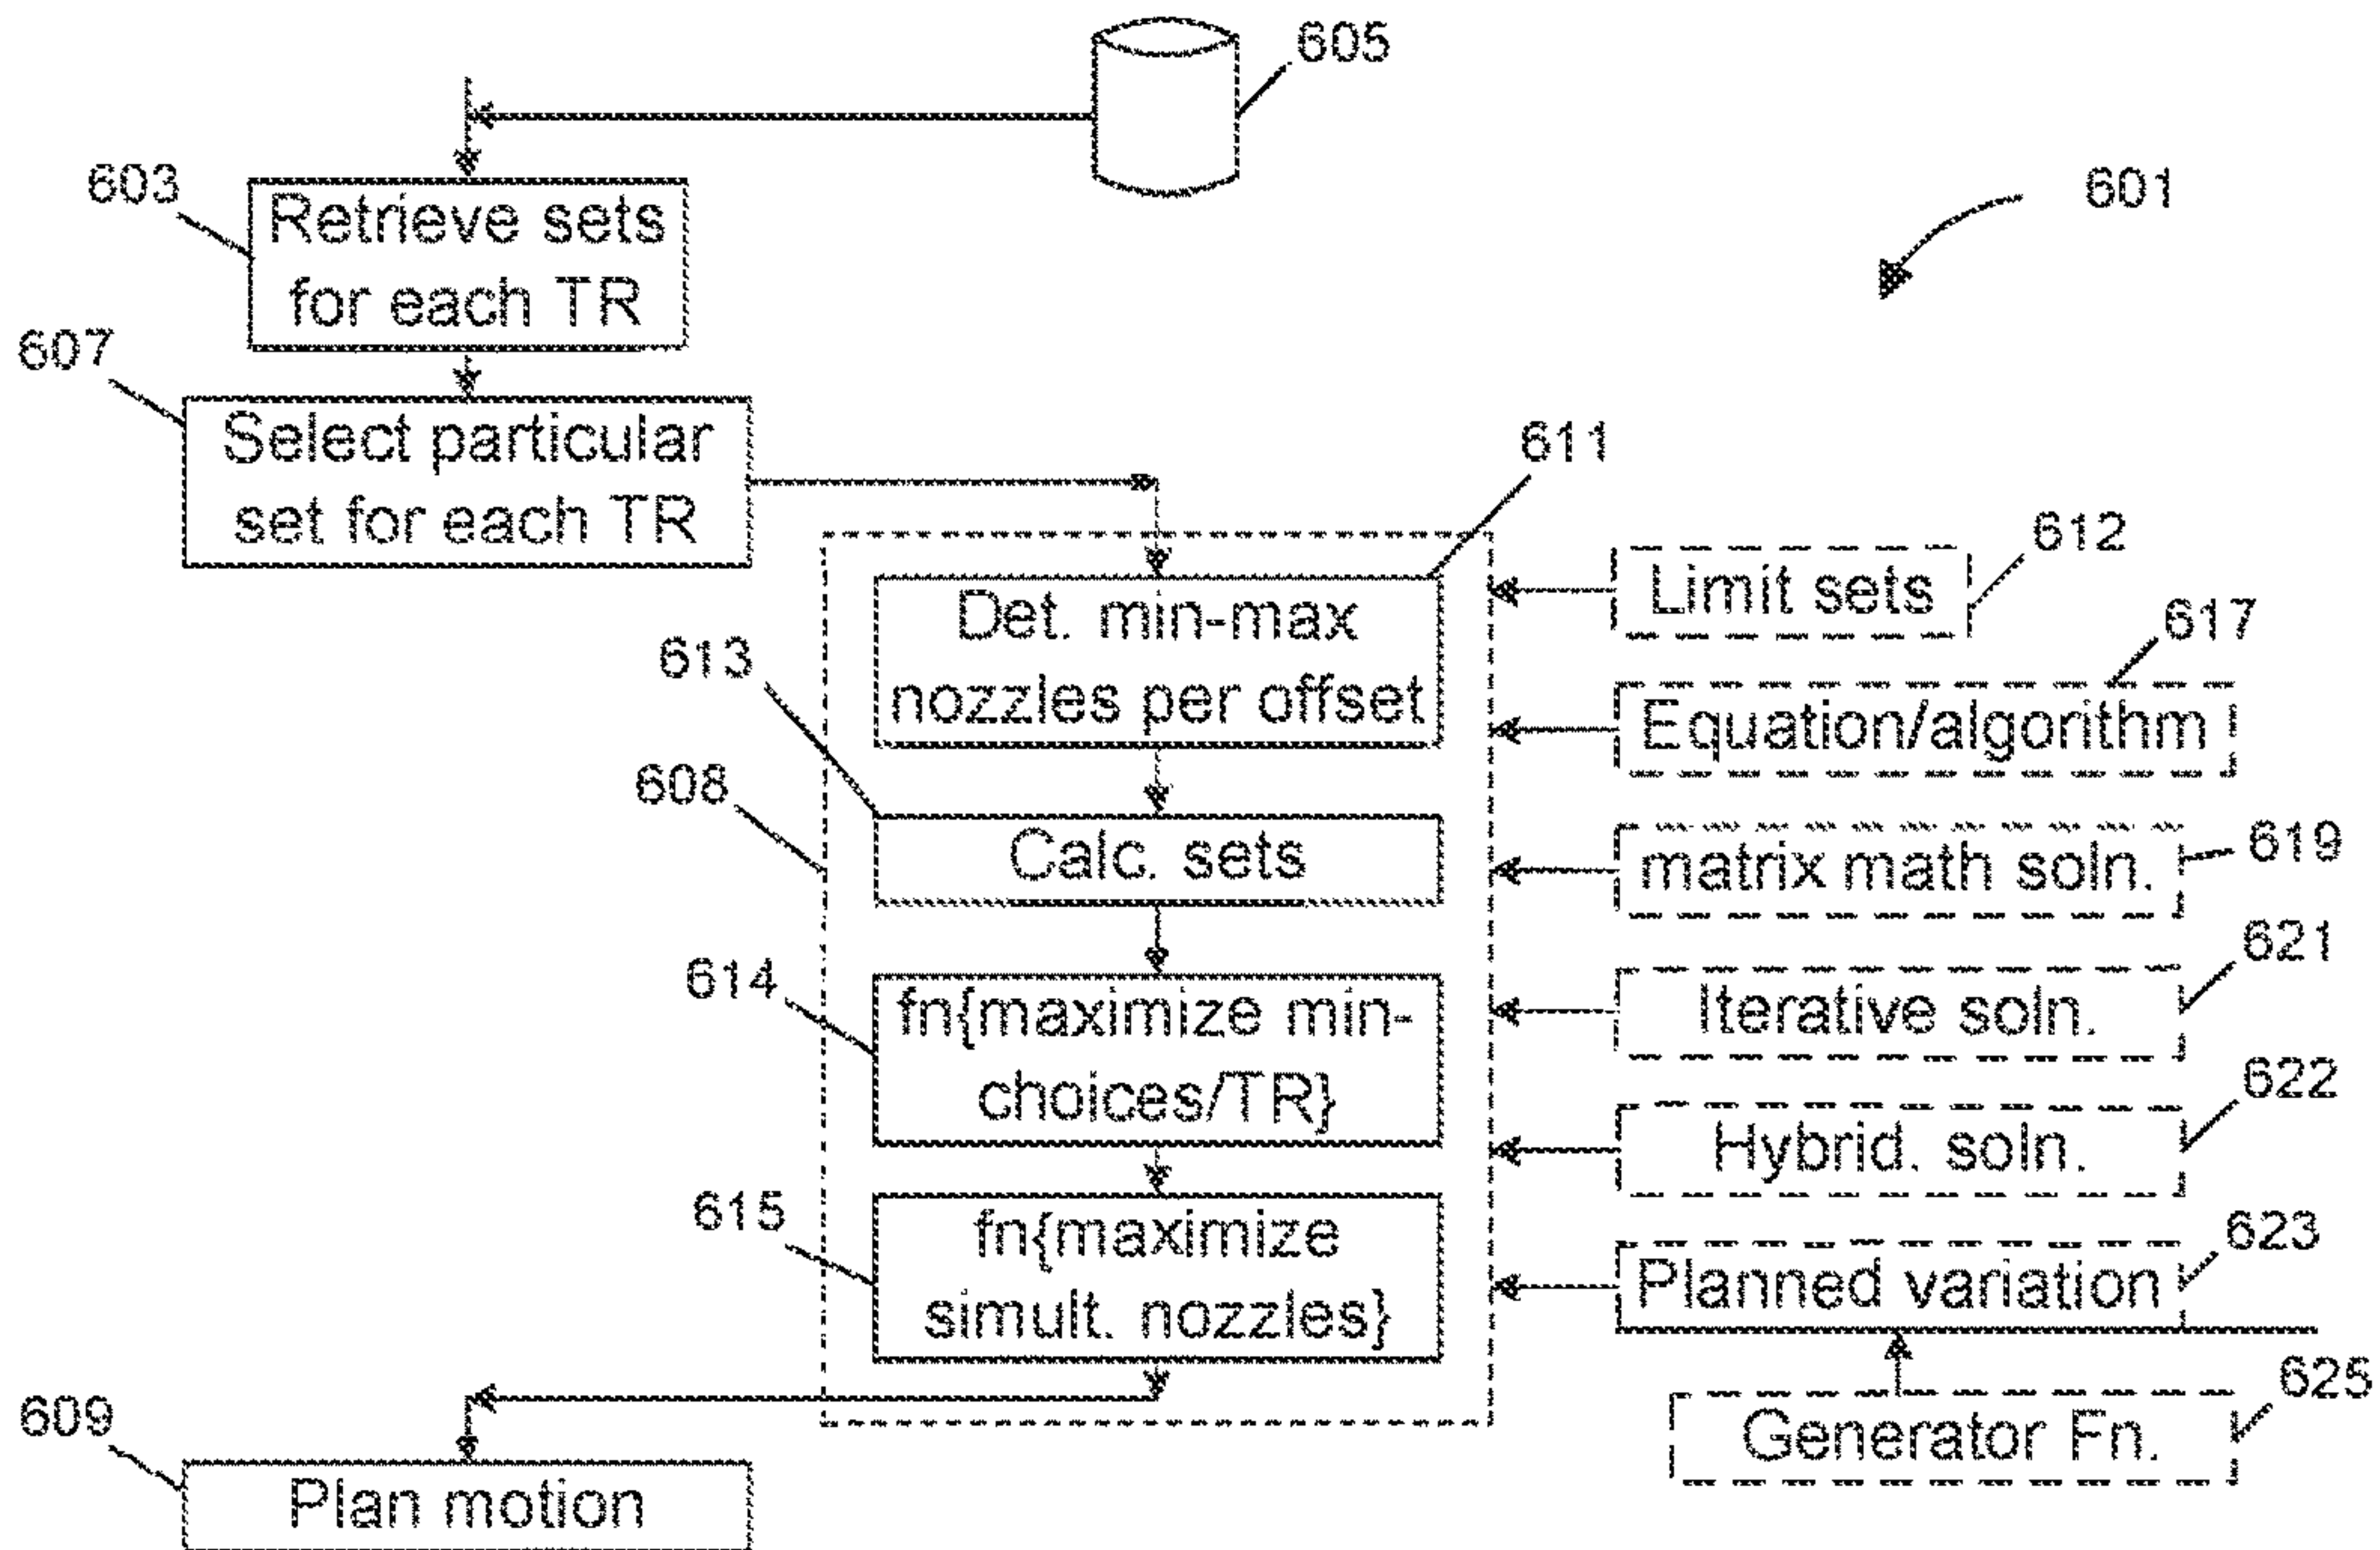 605
601
603
Retrieve sets
for each TR
607
Select particular
set for each TR
611
Det. min-max
nozzles per offset
612
Limit sets
617
Equation/algorithm
613
Calc. sets
608
619
matrix math soln.
614
fn{maximize min-
choices/TR}
621
Iterative soln.
622
Hybrid. soln.
615
fn{maximize
simult. nozzles}
623
Planned variation
625
Generator Fn.
609
Plan motion